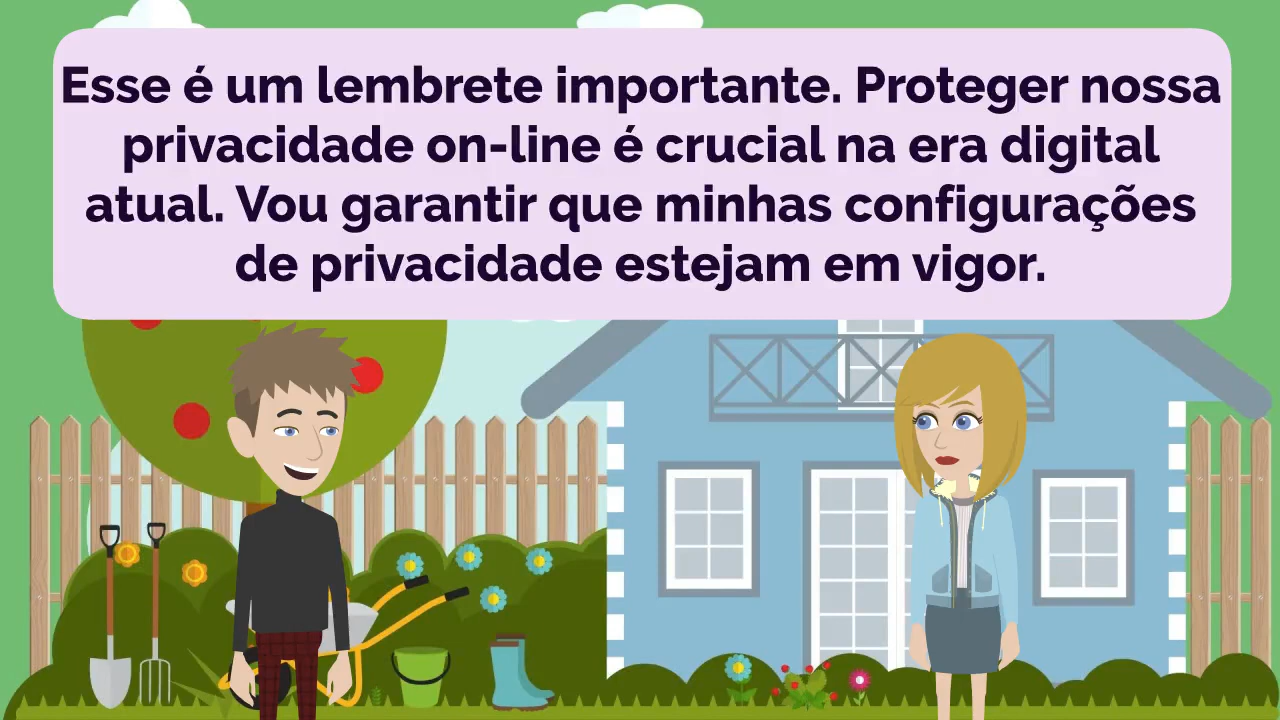 Esse é um lembrete importante. Proteger nossa
privacidade on-line é crucial na era digital
atual. Vou garantir que minhas configurações
de privacidade estejam em vigor.